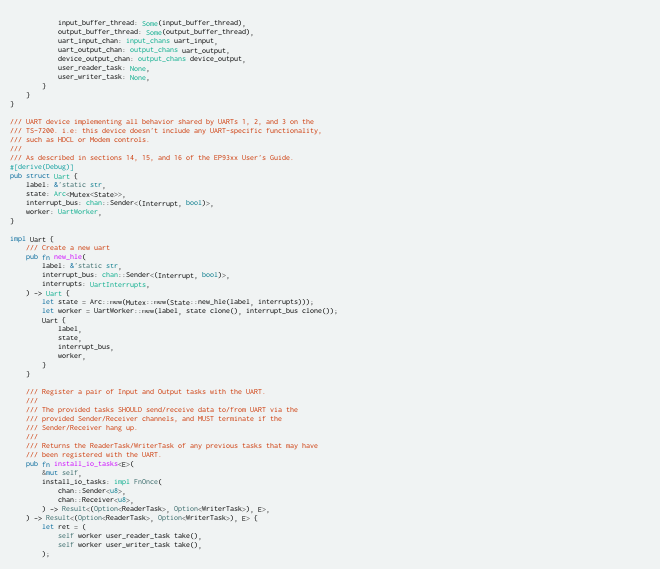 input_buffer_thread: Some(input_buffer_thread),
output_buffer_thread: Some(output_buffer_thread),
uart_input_chan: input_chans uart_input,
uart_output_chan: output_chans uart_output,
device_output_chan: output_chans device_output,
user_reader_task: None,
user_writer_task: None,
}
}
}
/// UART device implementing all behavior shared by UARTs 1, 2, and 3 on the
/// TS-7200. i.e: this device doesn't include any UART-specific functionality,
/// such as HDCL or Modem controls.
///
/// As described in sections 14, 15, and 16 of the EP93xx User's Guide.
#[derive(Debug)]
pub struct Uart {
label: &'static str,
state: Arc<Mutex<State>>,
interrupt_bus: chan::Sender<(Interrupt, bool)>,
worker: UartWorker,
}
impl Uart {
/// Create a new uart
pub fn new_hle(
label: &'static str,
interrupt_bus: chan::Sender<(Interrupt, bool)>,
interrupts: UartInterrupts,
) -> Uart {
let state = Arc::new(Mutex::new(State::new_hle(label, interrupts)));
let worker = UartWorker::new(label, state clone(), interrupt_bus clone());
Uart {
label,
state,
interrupt_bus,
worker,
}
}
/// Register a pair of Input and Output tasks with the UART.
///
/// The provided tasks SHOULD send/receive data to/from UART via the
/// provided Sender/Receiver channels, and MUST terminate if the
/// Sender/Receiver hang up.
///
/// Returns the ReaderTask/WriterTask of any previous tasks that may have
/// been registered with the UART.
pub fn install_io_tasks<E>(
&mut self,
install_io_tasks: impl FnOnce(
chan::Sender<u8>,
chan::Receiver<u8>,
) -> Result<(Option<ReaderTask>, Option<WriterTask>), E>,
) -> Result<(Option<ReaderTask>, Option<WriterTask>), E> {
let ret = (
self worker user_reader_task take(),
self worker user_writer_task take(),
);